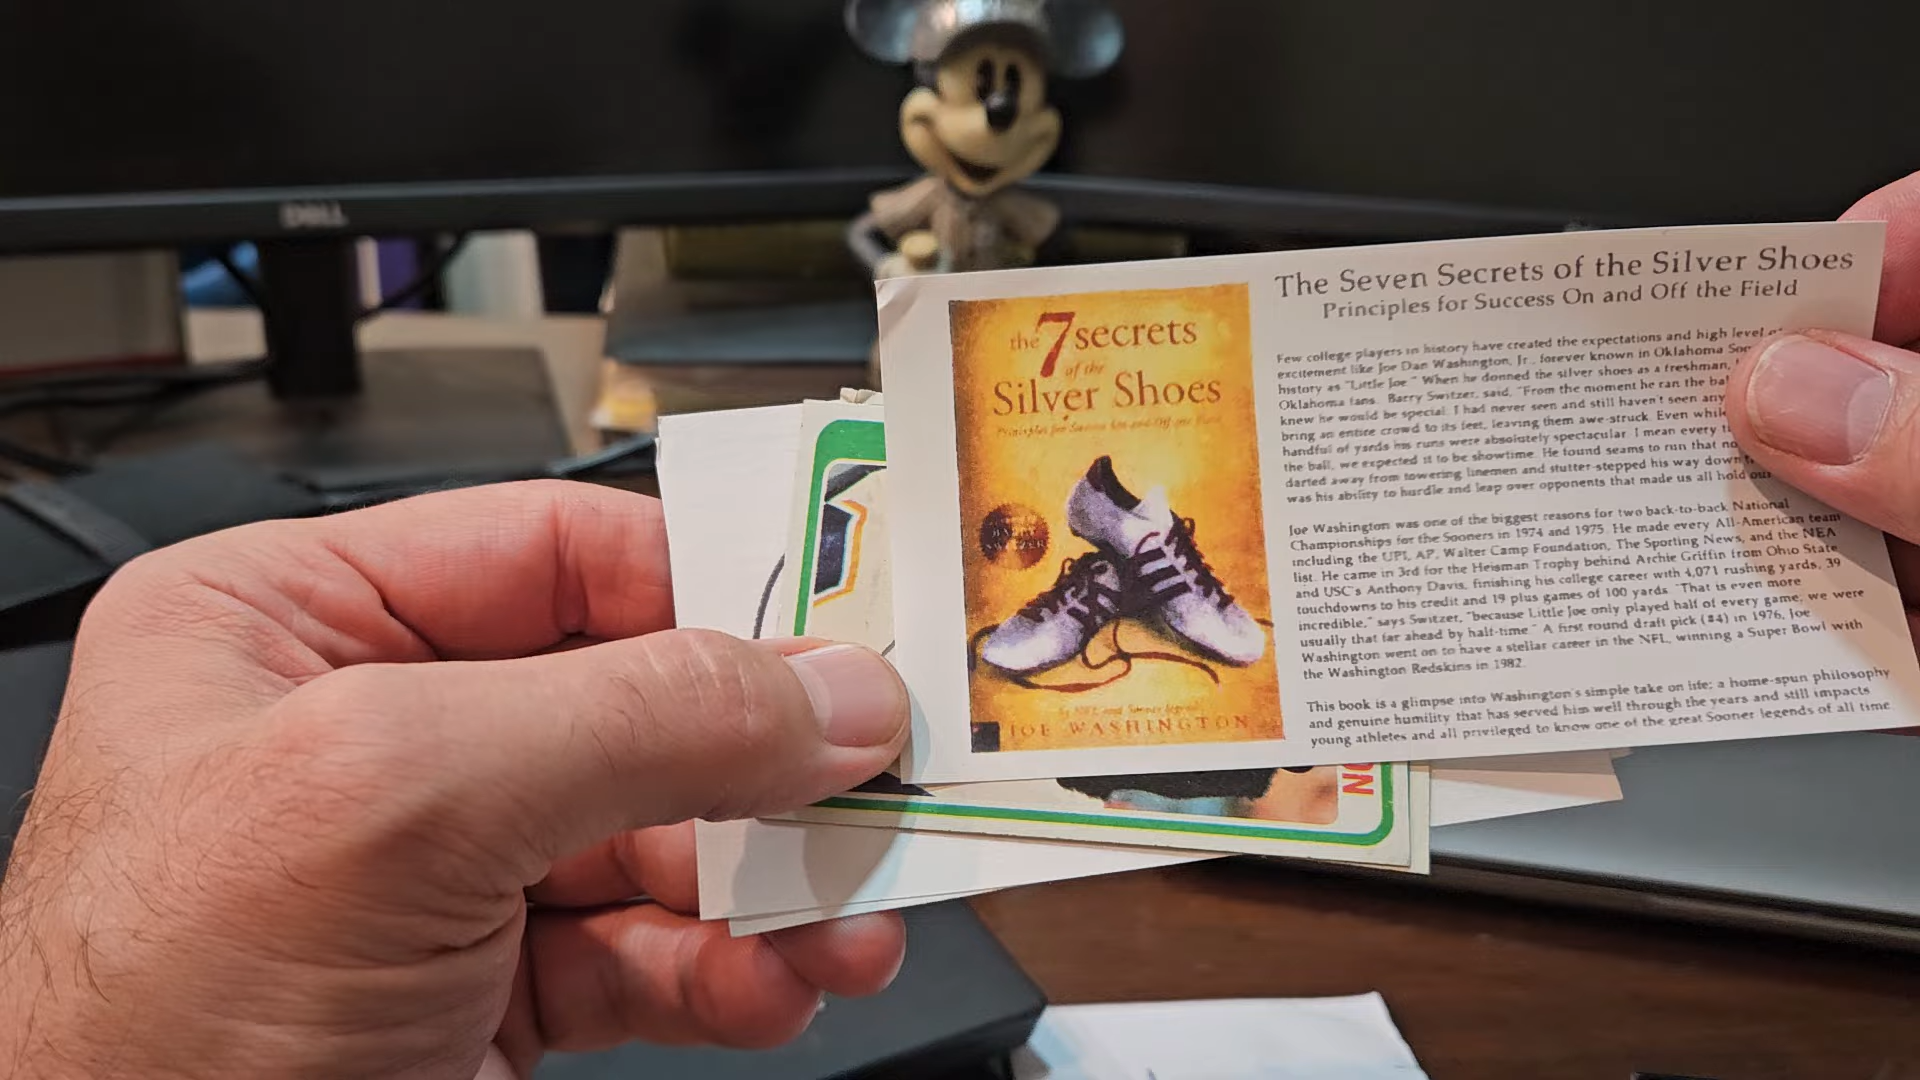 DELL
The Seven Secrets of the Silver Shoes
Principles for Success On and Off the Field
the 7 secrets
of the
Silver Shoes
Principles for Success On and Off the Field
JOE WASHINGTON
Few college players in history have created the expectations and high level
excitement like Joe Dan Washington, Jr., forever known in Oklahoma
history as "Little Joe." When he donned the silver shoes as a freshman,
Oklahoma fans. Barry Switzer, said, "From the moment he ran the
knew he would be special. I had never seen and still haven't seen
bring an entire crowd to its feet, leaving them awe-struck. Even
handful of yards his runs were absolutely spectacular. I mean every
the ball, we expected it to be showtime. He found seams to run that
darted away from towering linemen and stutter-stepped his way down
was his ability to hurdle and leap over opponents that made us all hold
Joe Washington was one of the biggest reasons for two back-to-back National
Championships for the Sooners in 1974 and 1975. He made every All-American team
including the UPI, AP, Walter Camp Foundation, The Sporting News, and the NEA
list. He came in 3rd for the Heisman Trophy behind Archie Griffin from Ohio State
and USC's Anthony Davis, finishing his college career with 4,071 rushing yards, 39
touchdowns to his credit and 19 plus games of 100 yards. "That is even more
incredible," says Switzer, "because Little Joe only played half of every game; we were
usually that far ahead by half-time." A first round draft pick (#4) in 1976, Joe
Washington went on to have a stellar career in the NFL, winning a Super Bowl with
the Washington Redskins in 1982.
This book is a glimpse into Washington's simple take on life; a home-spun philosophy
and genuine humility that has served him well through the years and still impacts
young athletes and all privileged to know one of the great Sooner legends of all time.
ON